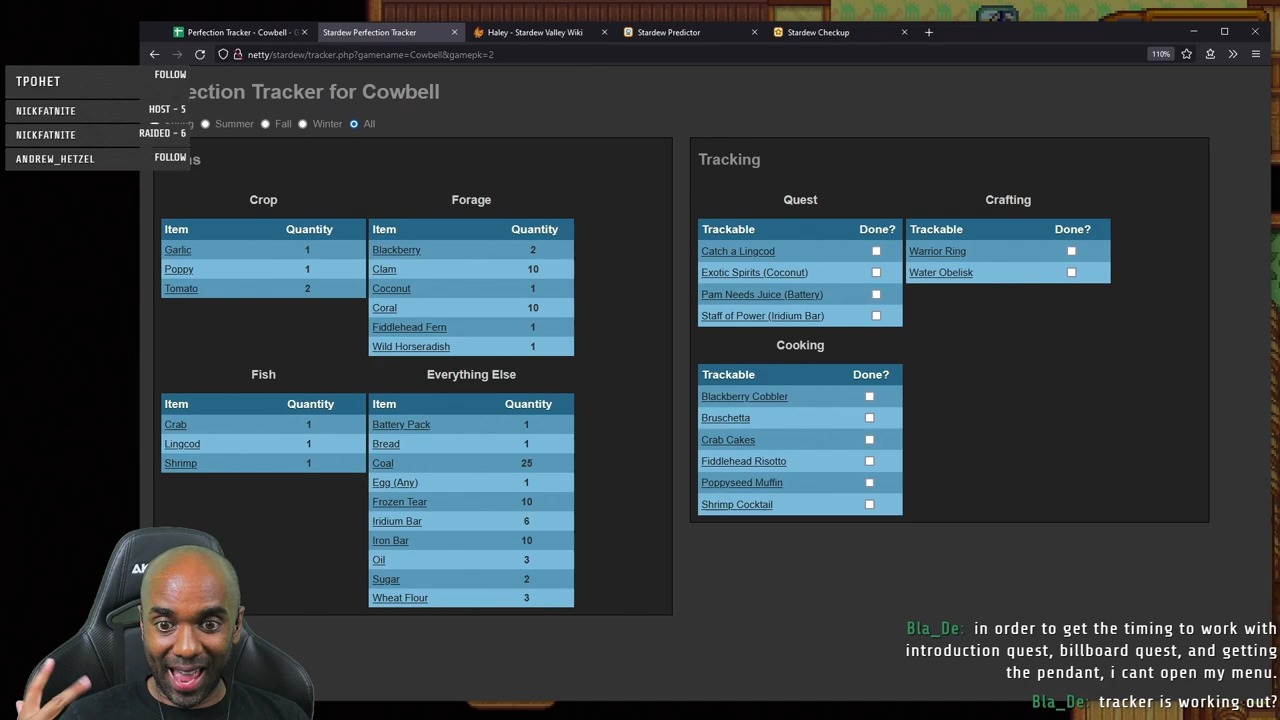 Perfection Tracker - Cowbell - G
Stardew Perfection Tracker
Haley - Stardew Valley Wiki
Stardew Predictor
Stardew Checkup
netty/stardew/tracker.php?gamename=Cowbell&gamepk=2
110%
TPOHET FOLLOW
NICKFATNITE HOST - 5
NICKFATNITE RAIDED - 6
ANDREW_HETZEL FOLLOW
ection Tracker for Cowbell
Summer Fall Winter All
Tracking
Crop
Item Quantity
Garlic 1
Poppy 1
Tomato 2
Forage
Item Quantity
Blackberry 2
Clam 10
Coconut 1
Coral 10
Fiddlehead Fern 1
Wild Horseradish 1
Fish
Item Quantity
Crab 1
Lingcod 1
Shrimp 1
Everything Else
Item Quantity
Battery Pack 1
Bread 1
Coal 25
Egg (Any) 1
Frozen Tear 10
Iridium Bar 6
Iron Bar 10
Oil 3
Sugar 2
Wheat Flour 3
Quest
Trackable Done?
Catch a Lingcod
Exotic Spirits (Coconut)
Pam Needs Juice (Battery)
Staff of Power (Iridium Bar)
Crafting
Trackable Done?
Warrior Ring
Water Obelisk
Cooking
Trackable Done?
Blackberry Cobbler
Bruschetta
Crab Cakes
Fiddlehead Risotto
Poppyseed Muffin
Shrimp Cocktail
AK
Bla_De: in order to get the timing to work with
introduction quest, billboard quest, and getting
the pendant, i cant open my menu.
Bla_De: tracker is working out?